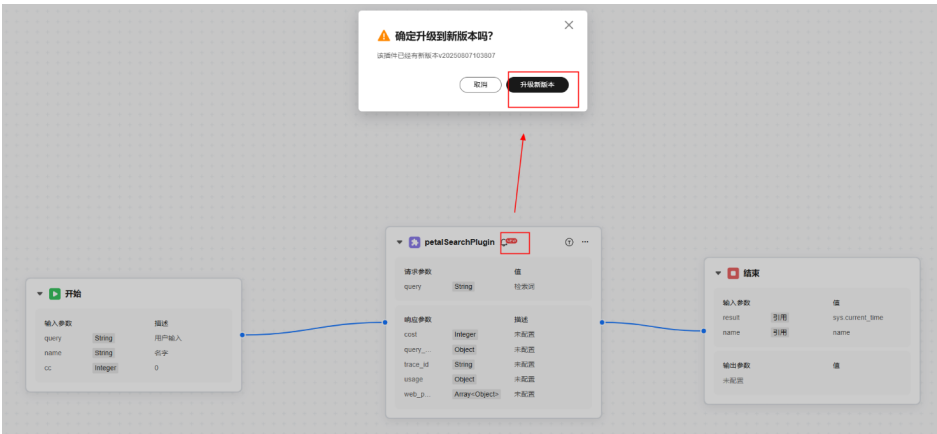 确定升级到新版本吗?
该插件已经有新版本v20250807103807
取消
升级新版本
petalSearchPlugin
请求参数 值
query String 检索词
响应参数 描述
cost Integer 未配置
query_... Object 未配置
trace_id String 未配置
usage Object 未配置
web_p... Array<Object> 未配置
开始
输入参数 描述
query String 用户输入
name String 名字
cc Integer 0
结束
输入参数 值
result 引用 sys.current_time
name 引用 name
输出参数 值
未配置